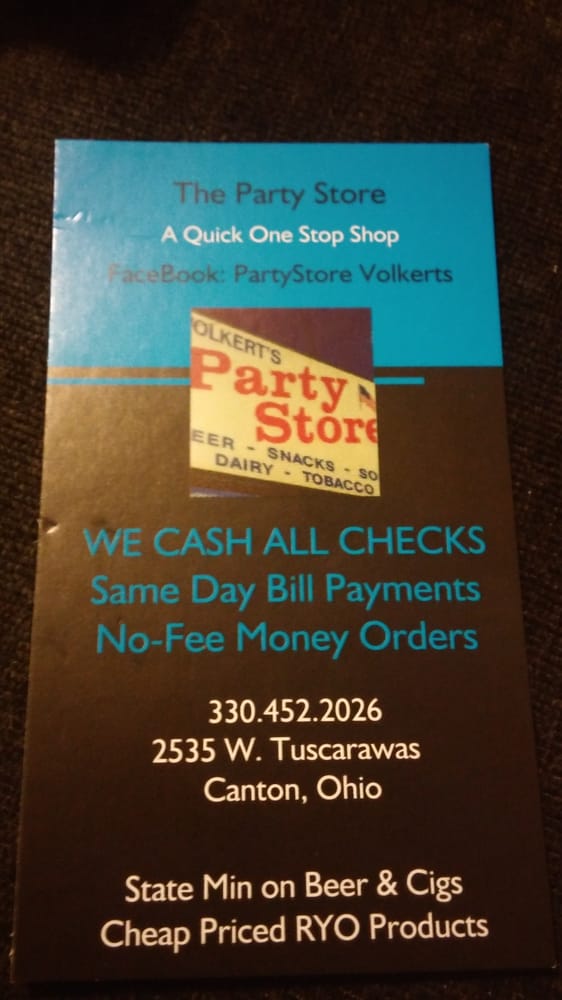 The Party Store
A Quick One Stop Shop
FaceBook: PartyStore Volkerts
OLKERT'S
Party
Store
EER - SNACKS - SO
DAIRY - TOBACCO
WE CASH ALL CHECKS
Same Day Bill Payments
No-Fee Money Orders
330.452.2026
2535 W. Tuscarawas
Canton, Ohio
State Min on Beer & Cigs
Cheap Priced RYO Products